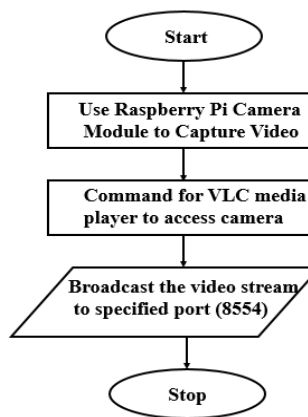 Start
Use Raspberry Pi Camera
Module to Capture Video
Command for VLC media
player to access camera
Broadcast the video stream
to specified port (8554)
Stop